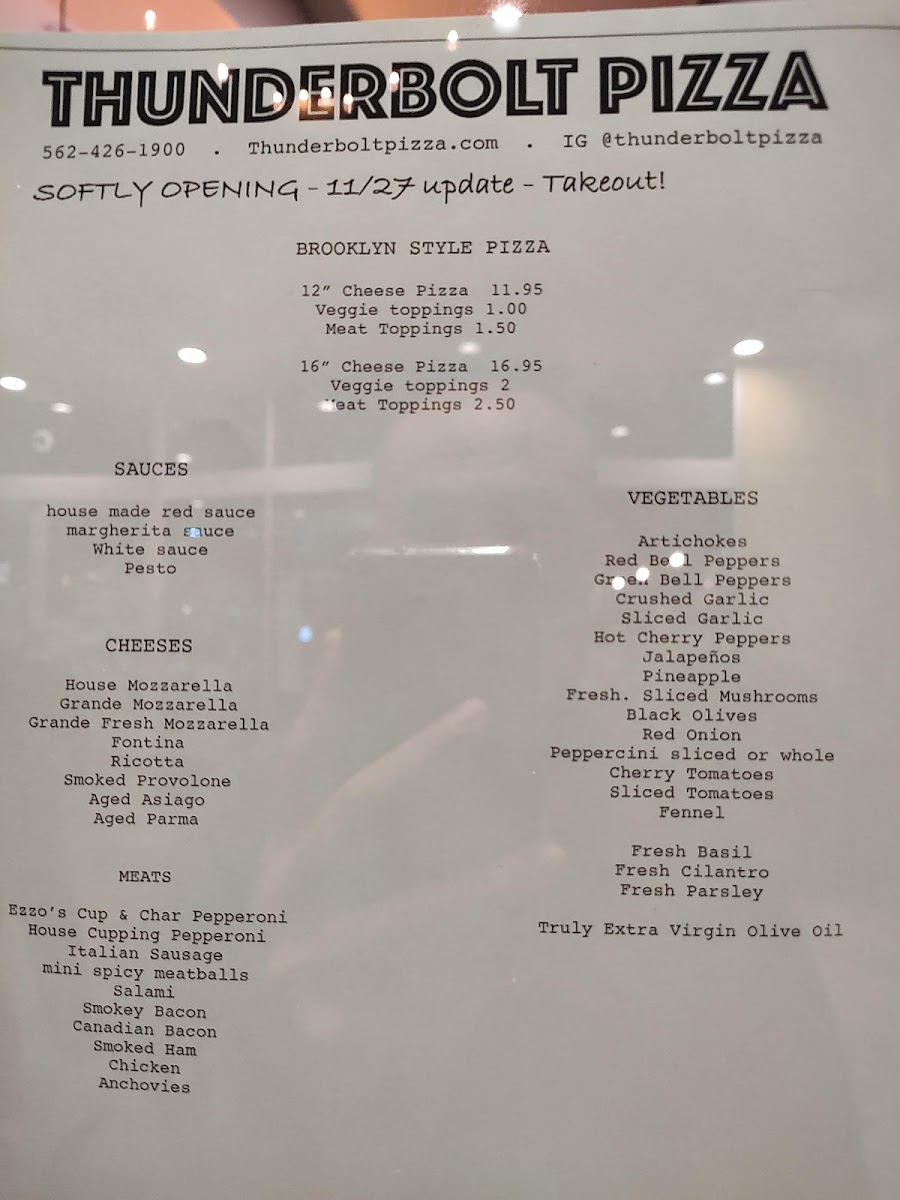 THUNDERBOLT PIZZA
562-426-1900 . Thunderboltpizza.com . IG @thunderboltpizza
SOFTLY OPENING - 11/27 update - Takeout!
BROOKLYN STYLE PIZZA
12" Cheese Pizza 11.95
Veggie toppings 1.00
Meat Toppings 1.50
16" Cheese Pizza 16.95
Veggie toppings 2
Meat Toppings 2.50
SAUCES
house made red sauce
margherita sauce
White sauce
Pesto
CHEESES
House Mozzarella
Grande Mozzarella
Grande Fresh Mozzarella
Fontina
Ricotta
Smoked Provolone
Aged Asiago
Aged Parma
MEATS
Ezzo's Cup & Char Pepperoni
House Cupping Pepperoni
Italian Sausage
mini spicy meatballs
Salami
Smokey Bacon
Canadian Bacon
Smoked Ham
Chicken
Anchovies
VEGETABLES
Artichokes
Red Bell Peppers
Green Bell Peppers
Crushed Garlic
Sliced Garlic
Hot Cherry Peppers
Jalapeños
Pineapple
Fresh. Sliced Mushrooms
Black Olives
Red Onion
Peppercini sliced or whole
Cherry Tomatoes
Sliced Tomatoes
Fennel
Fresh Basil
Fresh Cilantro
Fresh Parsley
Truly Extra Virgin Olive Oil